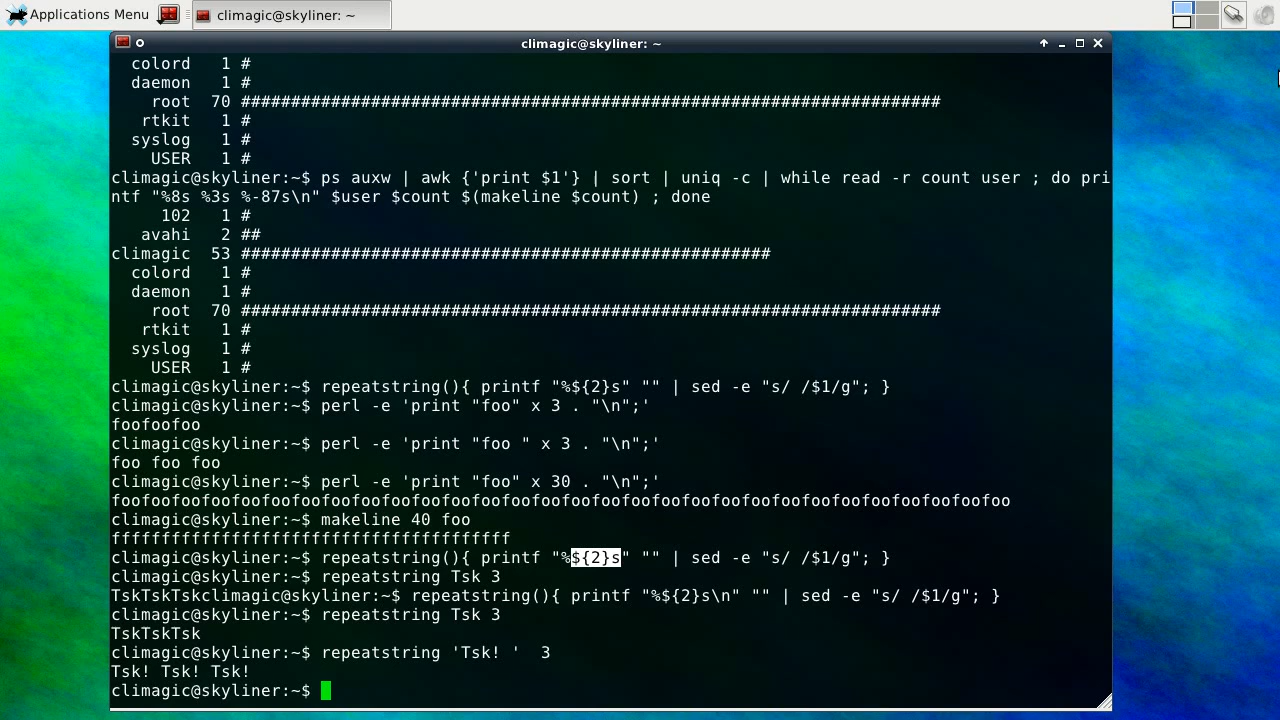 Applications Menu
climagic@skyliner: ~
climagic@skyliner: ~
  colord   1 #
  daemon   1 #
    root  70 ######################################################################
   rtkit   1 #
  syslog   1 #
    USER   1 #
climagic@skyliner:~$ ps auxw | awk {'print $1'} | sort | uniq -c | while read -r count user ; do pri
ntf "%8s %3s %-87s\n" $user $count $(makeline $count) ; done
     102   1 #
   avahi   2 ##
climagic  53 #####################################################
  colord   1 #
  daemon   1 #
    root  70 ######################################################################
   rtkit   1 #
  syslog   1 #
    USER   1 #
climagic@skyliner:~$ repeatstring(){ printf "%${2}s" "" | sed -e "s/ /$1/g"; }
climagic@skyliner:~$ perl -e 'print "foo" x 3 . "\n";'
foofoofoo
climagic@skyliner:~$ perl -e 'print "foo " x 3 . "\n";'
foo foo foo
climagic@skyliner:~$ perl -e 'print "foo" x 30 . "\n";'
foofoofoofoofoofoofoofoofoofoofoofoofoofoofoofoofoofoofoofoofoofoofoofoofoofoofoofoofoofoo
climagic@skyliner:~$ makeline 40 foo
ffffffffffffffffffffffffffffffffffffffff
climagic@skyliner:~$ repeatstring(){ printf "%${2}s" "" | sed -e "s/ /$1/g"; }
climagic@skyliner:~$ repeatstring Tsk 3
TskTskTskclimagic@skyliner:~$ repeatstring(){ printf "%${2}s\n" "" | sed -e "s/ /$1/g"; }
climagic@skyliner:~$ repeatstring Tsk 3
TskTskTsk
climagic@skyliner:~$ repeatstring 'Tsk! '  3
Tsk! Tsk! Tsk!
climagic@skyliner:~$